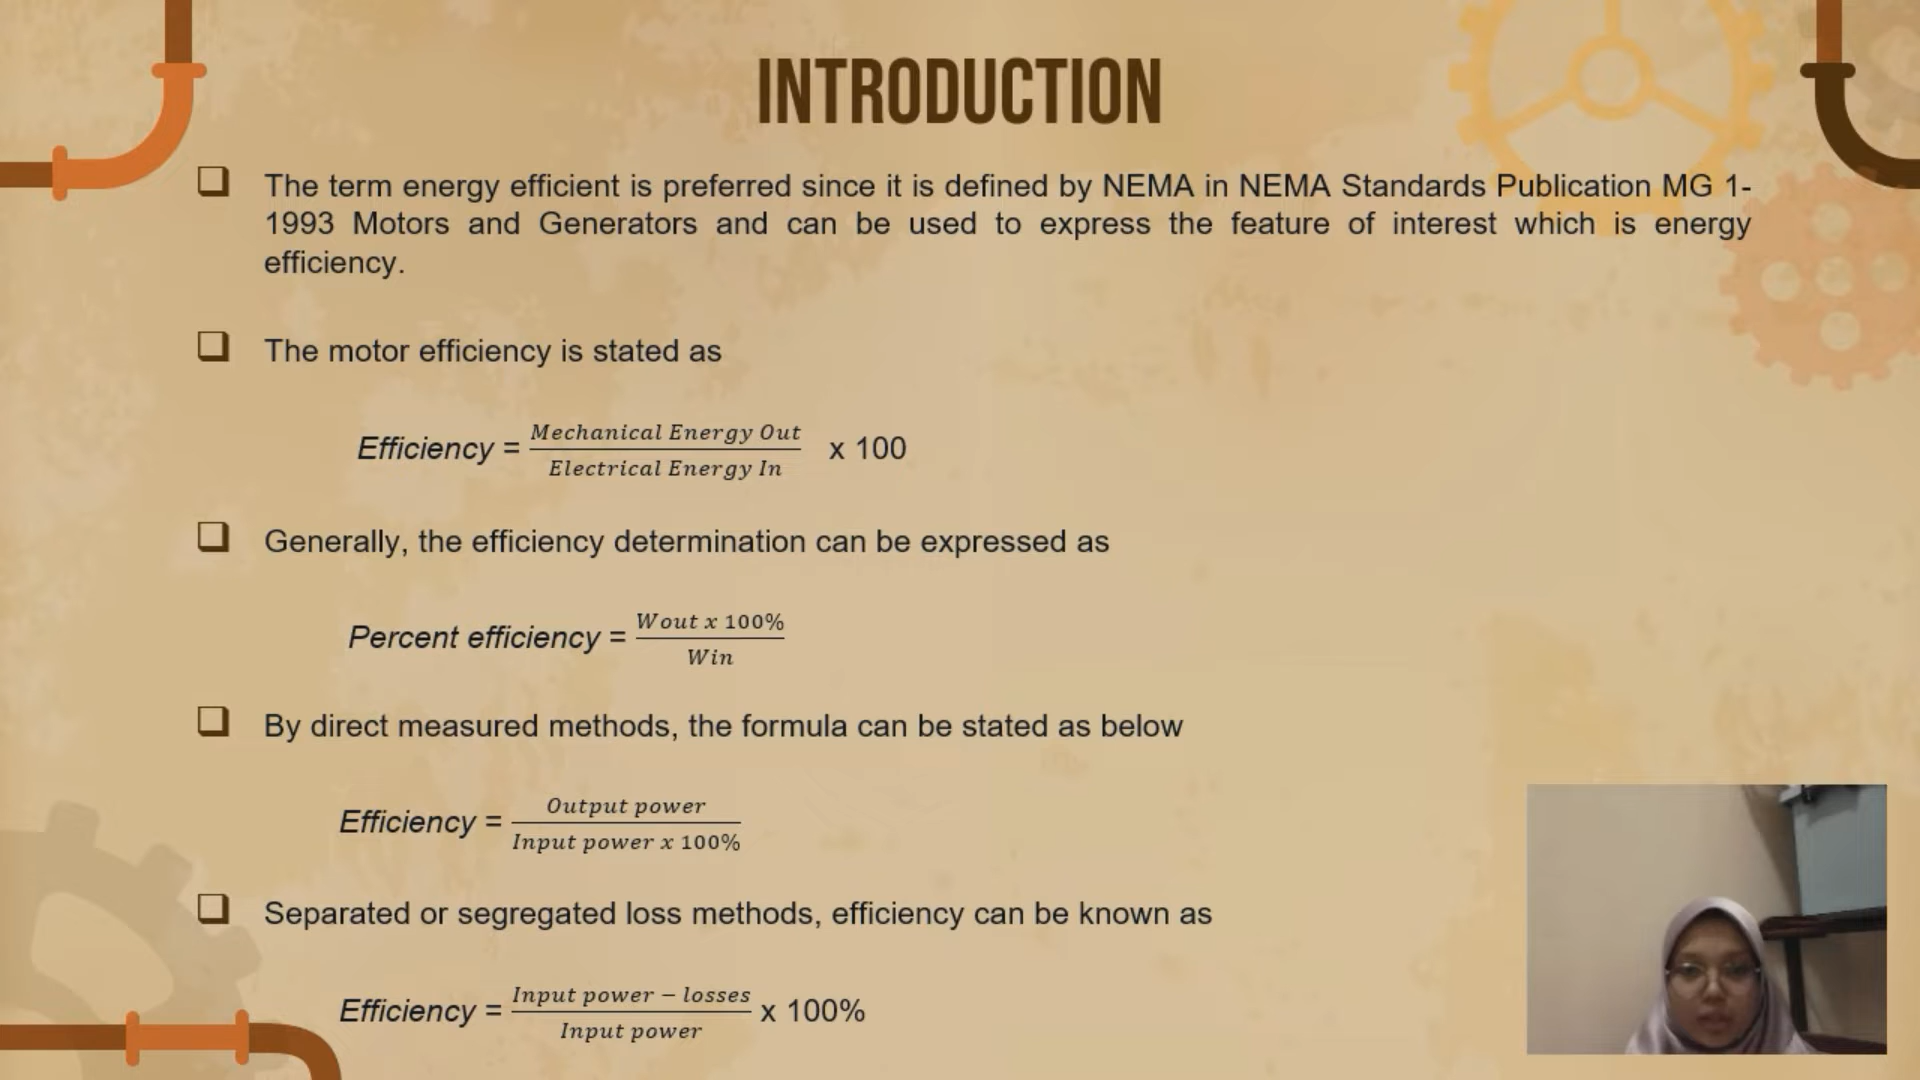 INTRODUCTION
The term energy efficient is preferred since it is defined by NEMA in NEMA Standards Publication MG 1-
1993 Motors and Generators and can be used to express the feature of interest which is energy
efficiency.
The motor efficiency is stated as
Efficiency = Mechanical Energy Out / Electrical Energy In x 100
Generally, the efficiency determination can be expressed as
Percent efficiency = Wout x 100% / Win
By direct measured methods, the formula can be stated as below
Efficiency = Output power / Input power x 100%
Separated or segregated loss methods, efficiency can be known as
Efficiency = Input power − losses / Input power x 100%